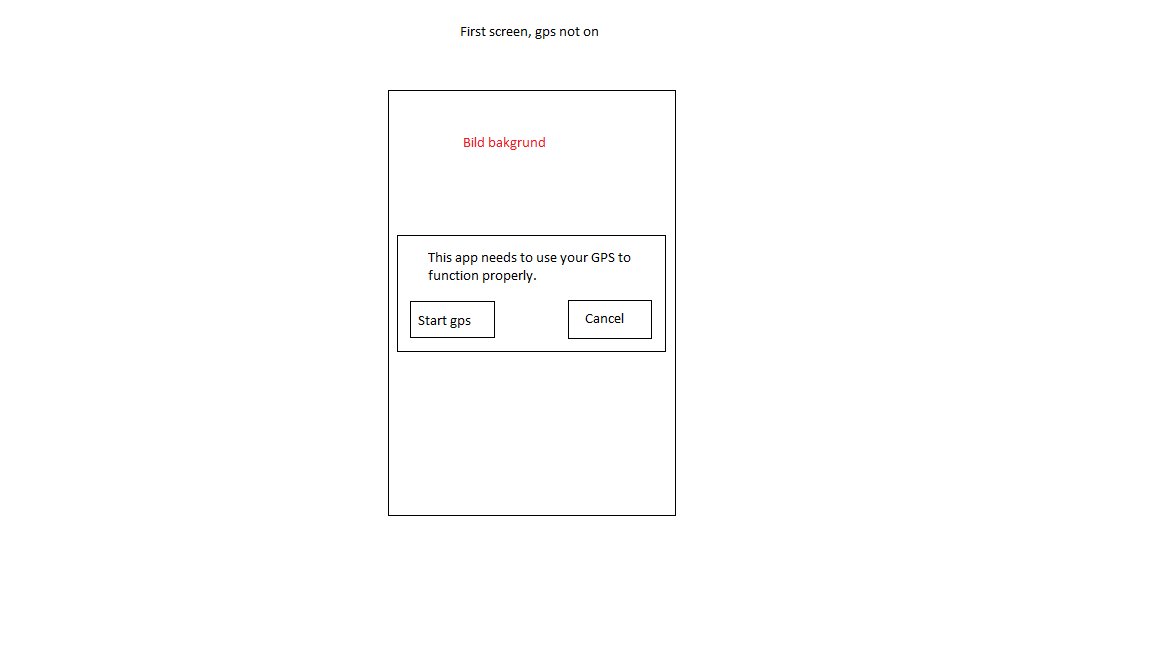 First screen, gps not on
Bild bakgrund
This app needs to use your GPS to
function properly.
Start gps
Cancel